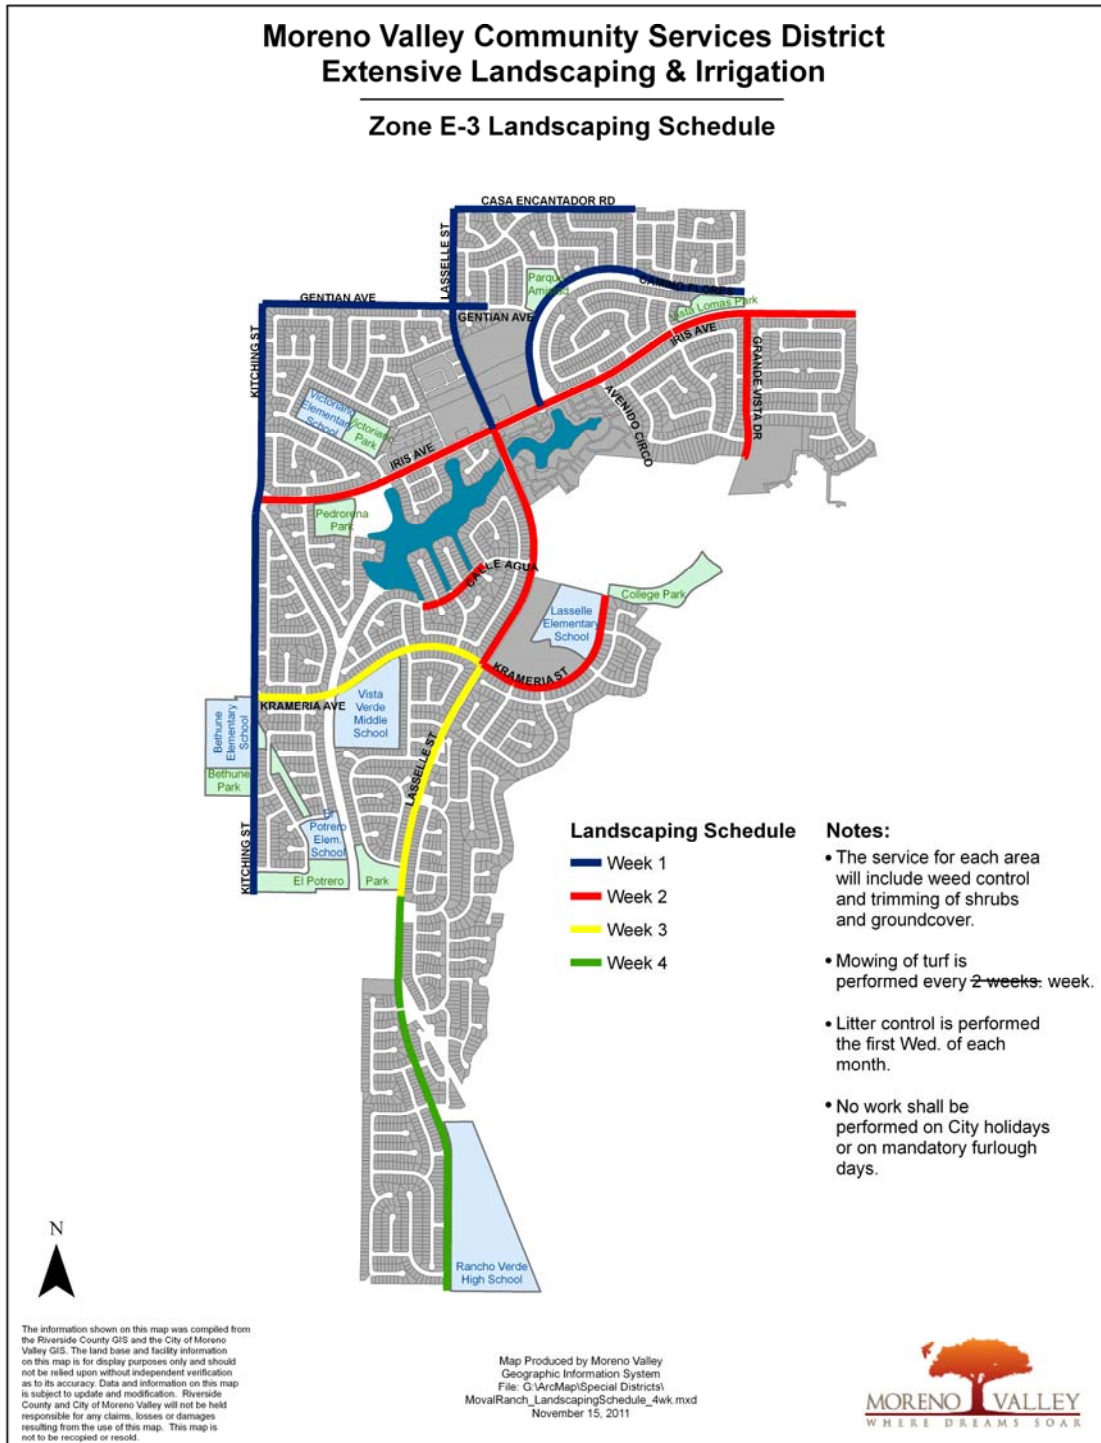 Moreno Valley Community Services District
Extensive Landscaping & Irrigation
Zone E-3 Landscaping Schedule
CASA ENCANTADOR RD
LASSELLE ST
Parque
Amistad
CAMINO FLORES
GENTIAN AVE
GENTIAN AVE
Vista Lomas Park
IRIS AVE
KITCHING ST
GRANDE VISTA DR
Victoriano
Elementary
School
Victoriano
Park
AVENIDO CIRCO
IRIS AVE
Pedrorena
Park
CALLE AGUA
College Park
Lasselle
Elementary
School
KRAMERIA ST
KRAMERIA AVE
Vista
Verde
Middle
School
Bethune
Elementary
School
LASSELLE ST
Bethune
Park
El
Potrero
Elem.
School
KITCHING ST
El Potrero
Park
Landscaping Schedule
Week 1
Week 2
Week 3
Week 4
Notes:
• The service for each area
will include weed control
and trimming of shrubs
and groundcover.
• Mowing of turf is
performed every 2 weeks. week.
• Litter control is performed
the first Wed. of each
month.
• No work shall be
performed on City holidays
or on mandatory furlough
days.
Rancho Verde
High School
N
The information shown on this map was compiled from
the Riverside County GIS and the City of Moreno
Valley GIS. The land base and facility information
on this map is for display purposes only and should
not be relied upon without independent verification
as to its accuracy. Data and information on this map
is subject to update and modification. Riverside
County and City of Moreno Valley will not be held
responsible for any claims, losses or damages
resulting from the use of this map. This map is
not to be recopied or resold.
Map Produced by Moreno Valley
Geographic Information System
File: G:\ArcMap\Special Districts\
MovalRanch_LandscapingSchedule_4wk.mxd
November 15, 2011
MORENO VALLEY
WHERE DREAMS SOAR